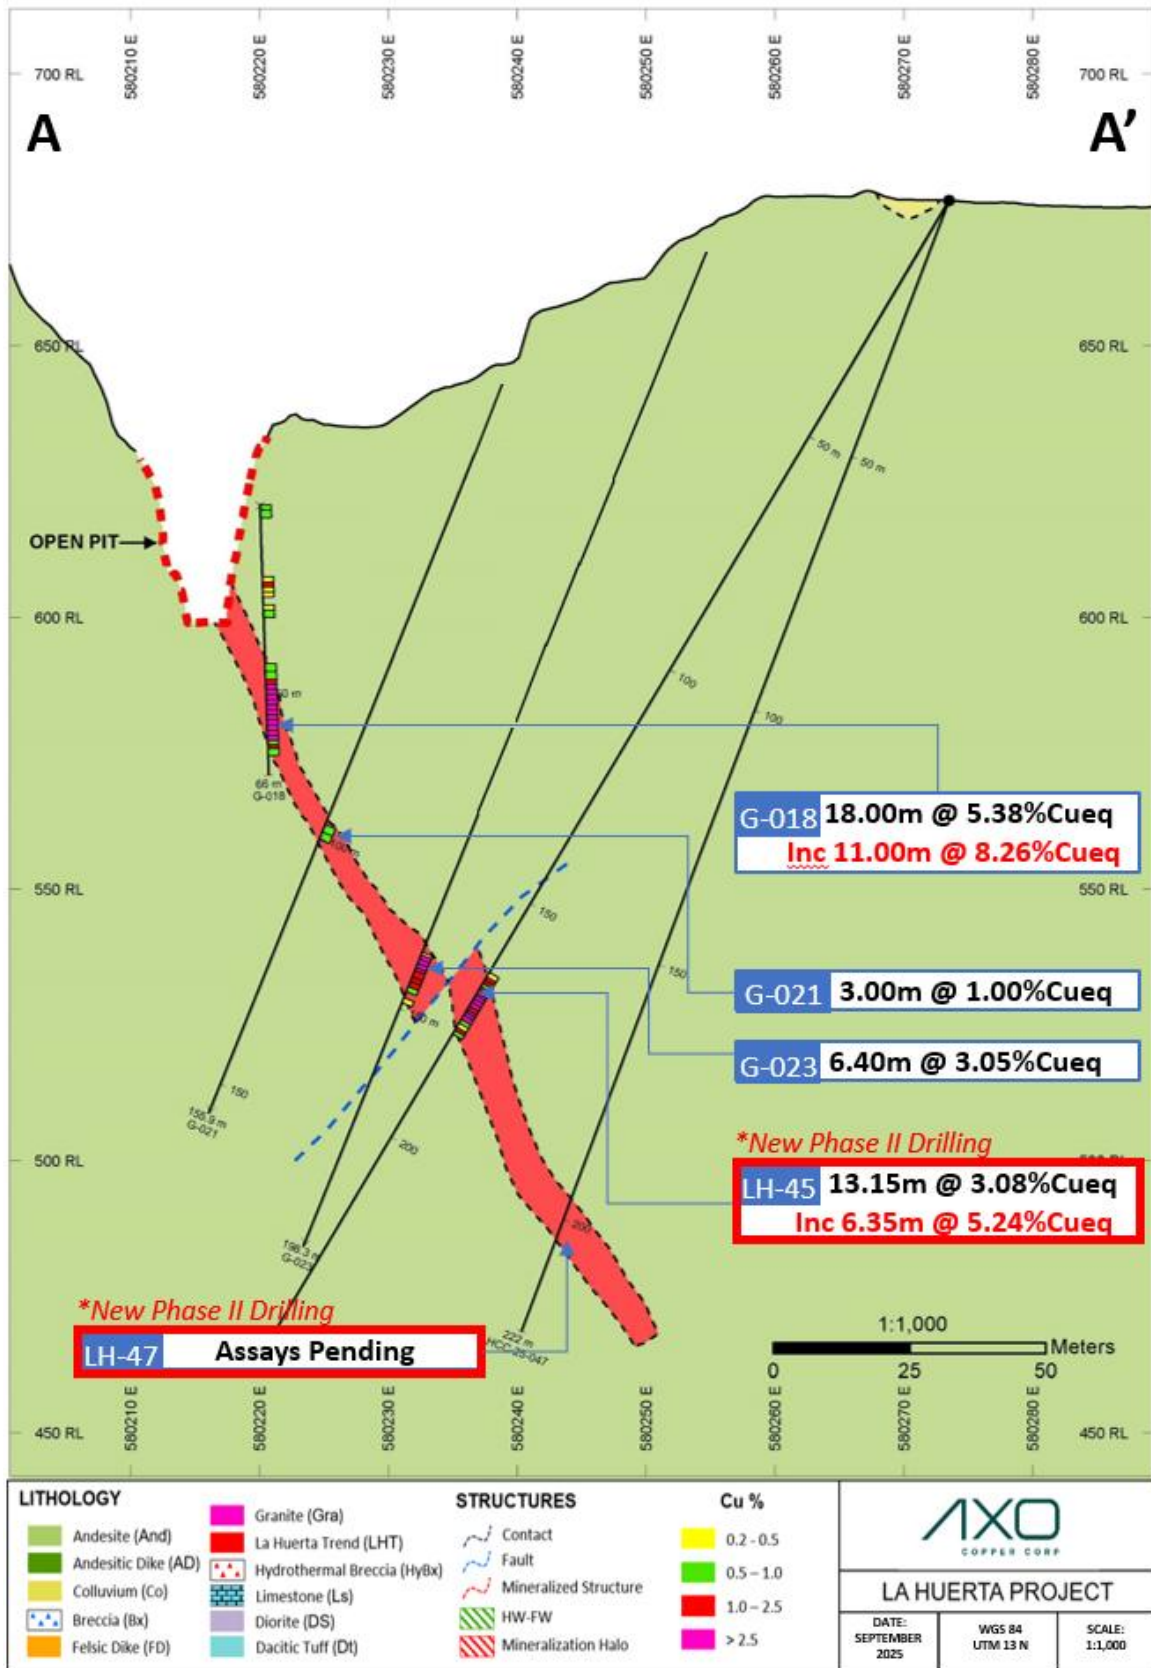 580210 E
580220 E
580230 E
580240 E
580250 E
580260 E
580270 E
580280 E
700 RL
700 RL
A
A'
650 RL
650 RL
50 m
50 m
OPEN PIT
600 RL
600 RL
50 m
100
100
66 m
G-018
G-018 18.00m @ 5.38%Cueq
Inc 11.00m @ 8.26%Cueq
100 m
550 RL
550 RL
150
150
G-021 3.00m @ 1.00%Cueq
G-023 6.40m @ 3.05%Cueq
150
155.9 m
G-021
200
*New Phase II Drilling
500 RL
LH-45 13.15m @ 3.08%Cueq
Inc 6.35m @ 5.24%Cueq
200
G-023
*New Phase II Drilling
LH-47 Assays Pending
222 m
HCC-25-047
1:1,000
Meters
0 25 50
580210 E
580220 E
580230 E
580240 E
580250 E
580260 E
580270 E
580280 E
450 RL
450 RL
LITHOLOGY
Andesite (And)
Andesitic Dike (AD)
Colluvium (Co)
Breccia (Bx)
Felsic Dike (FD)
Granite (Gra)
La Huerta Trend (LHT)
Hydrothermal Breccia (HyBx)
Limestone (Ls)
Diorite (DS)
Dacitic Tuff (Dt)
STRUCTURES
Contact
Fault
Mineralized Structure
HW-FW
Mineralization Halo
Cu %
0.2 - 0.5
0.5 – 1.0
1.0 – 2.5
> 2.5
AXO
COPPER CORP
LA HUERTA PROJECT
DATE:
SEPTEMBER
2025
WGS 84
UTM 13 N
SCALE:
1:1,000